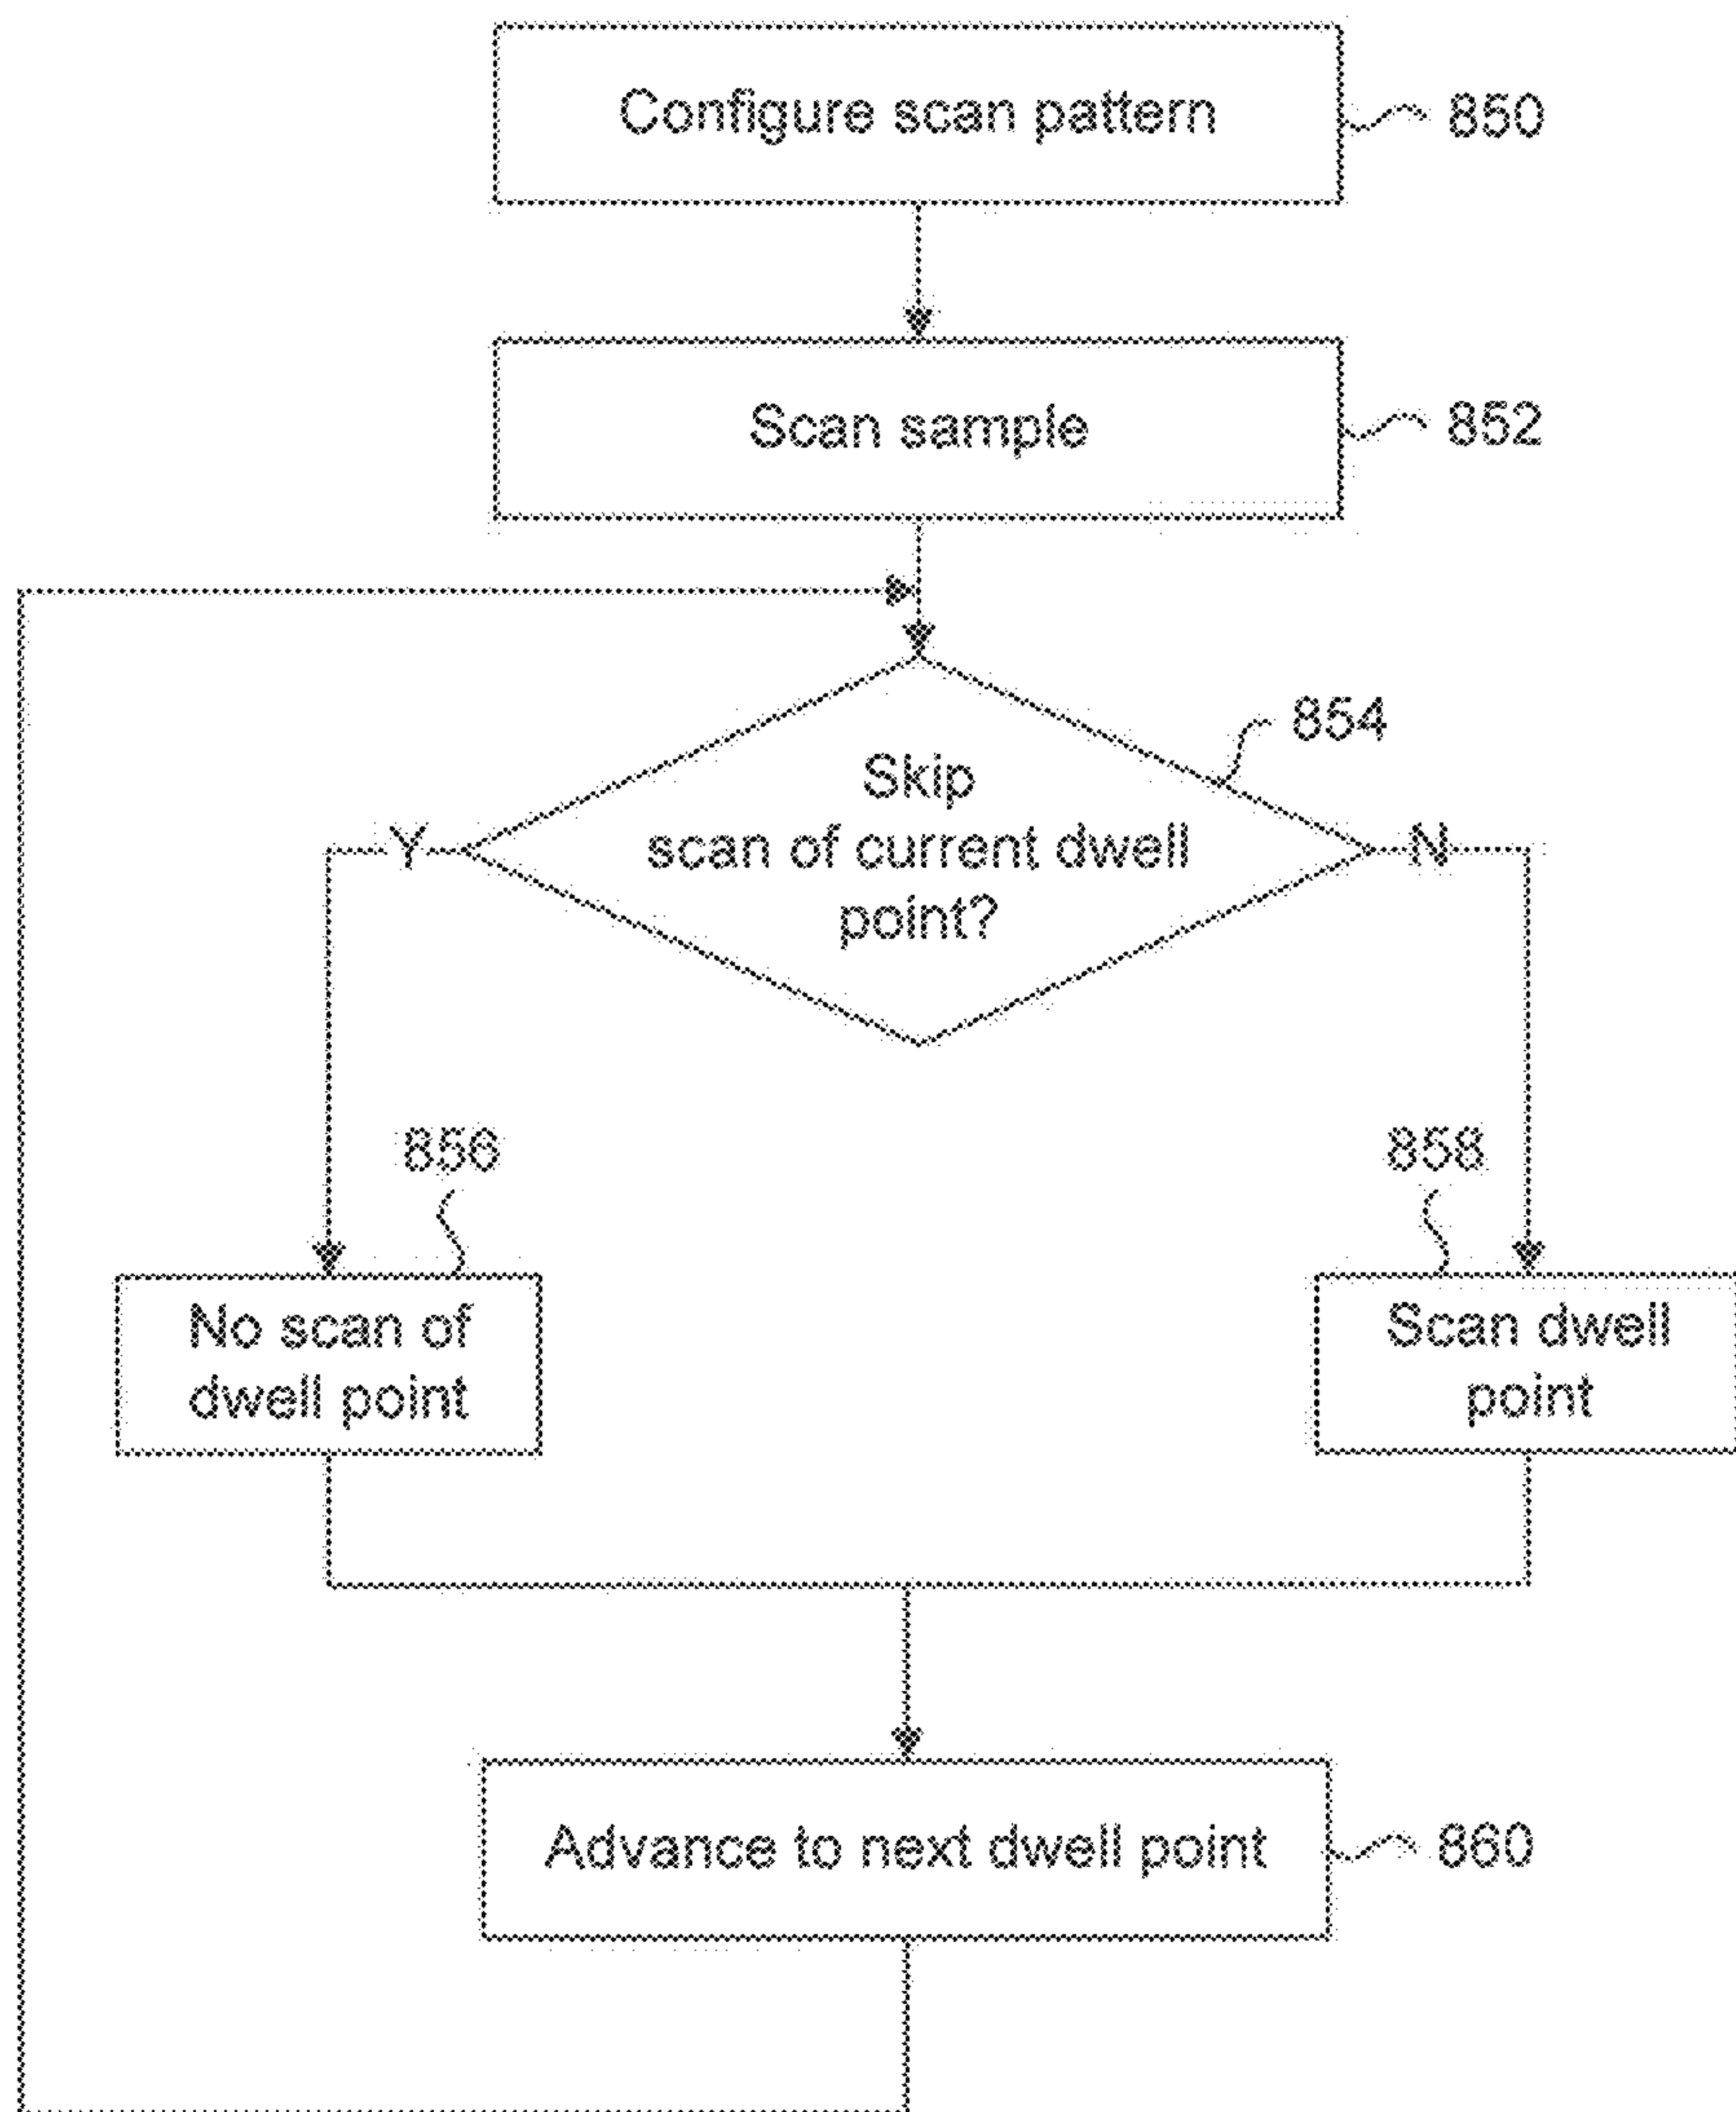 Configure scan pattern
850
Scan sample
852
854
Skip
scan of current dwell
point?
Y
N
856
858
No scan of
dwell point
Scan dwell
point
Advance to next dwell point
860